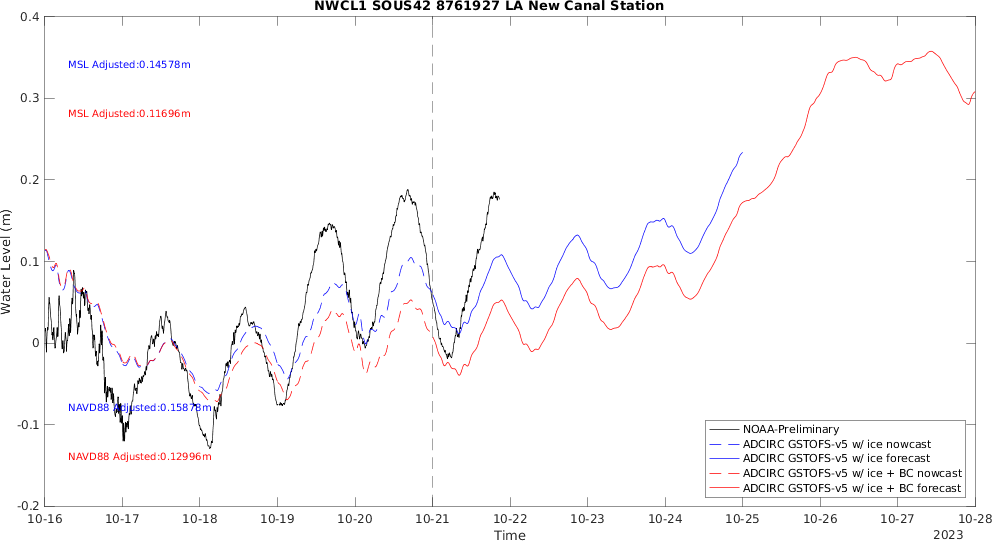 NWCL1 SOUS42 8761927 LA New Canal Station
0.4
0.3
0.2
0.1
0
-0.1
-0.2
Water Level (m)
MSL Adjusted:0.14578m
MSL Adjusted:0.11696m
NAVD88 Adjusted:0.15878m
NAVD88 Adjusted:0.12996m
NOAA-Preliminary
ADCIRC GSTOFS-v5 w/ ice nowcast
ADCIRC GSTOFS-v5 w/ ice forecast
ADCIRC GSTOFS-v5 w/ ice + BC nowcast
ADCIRC GSTOFS-v5 w/ ice + BC forecast
10-16 10-17 10-18 10-19 10-20 10-21 10-22 10-23 10-24 10-25 10-26 10-27 10-28
Time
2023